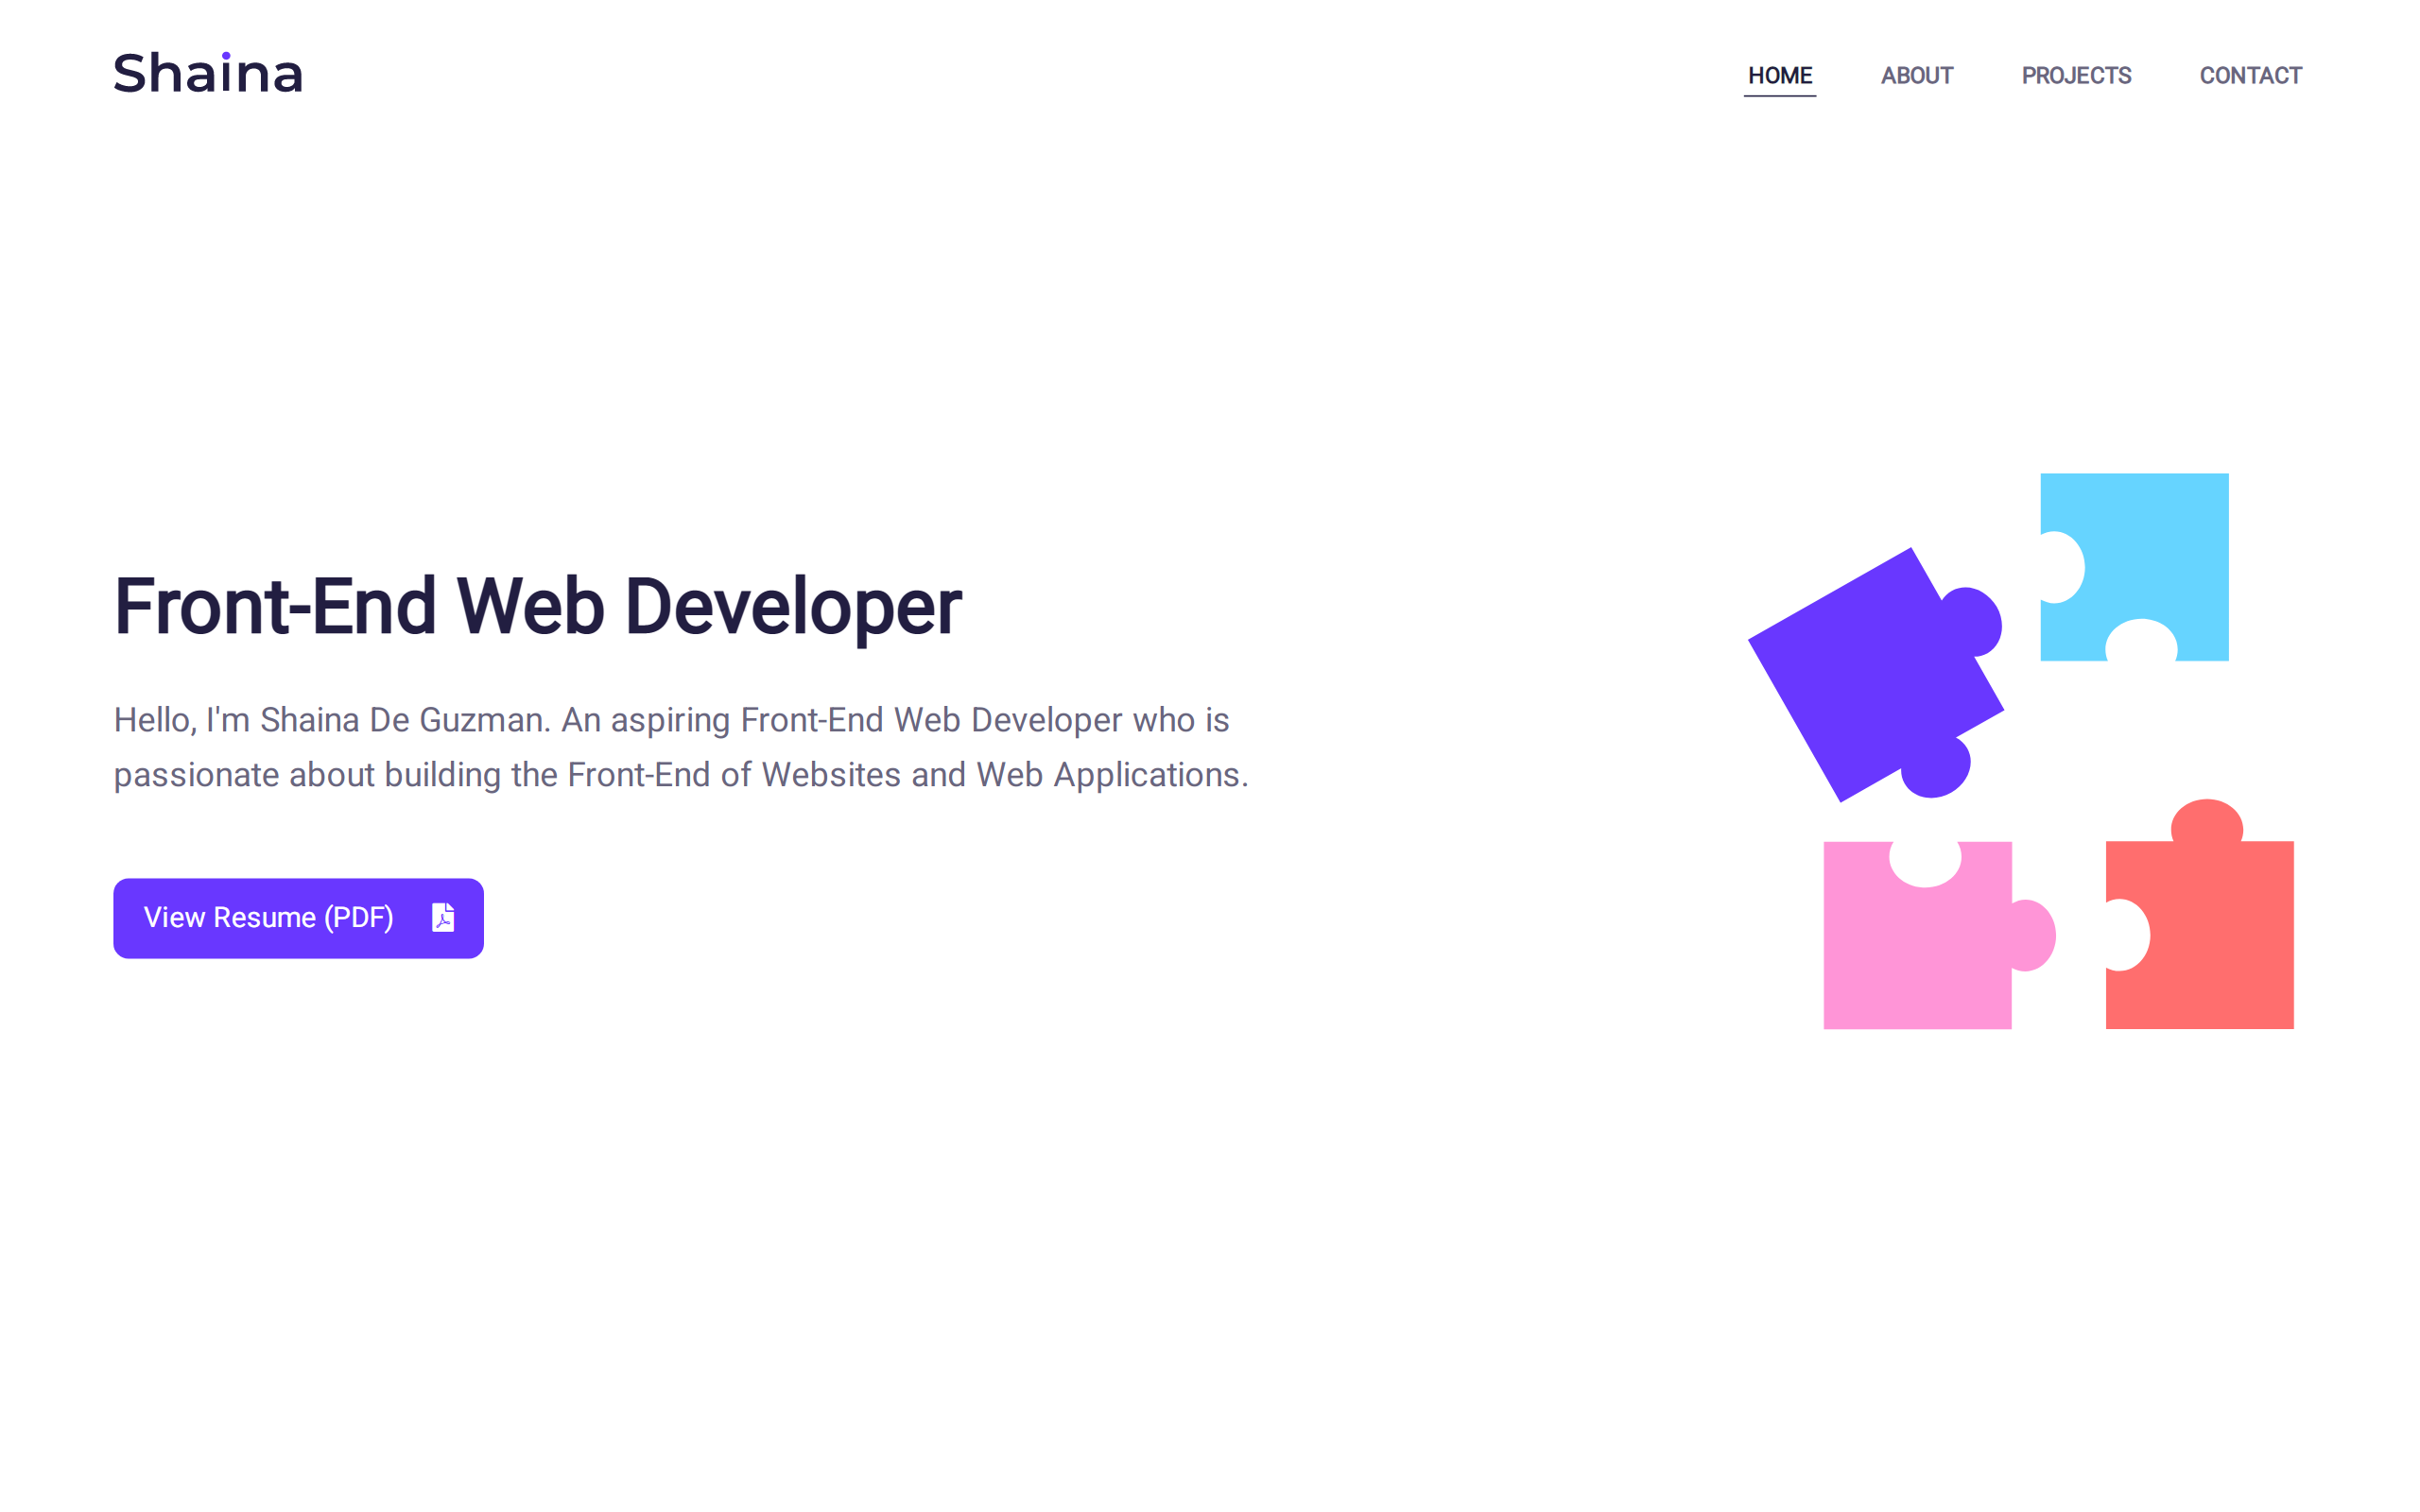 Shaina
HOME ABOUT PROJECTS CONTACT
Front-End Web Developer
Hello, I'm Shaina De Guzman. An aspiring Front-End Web Developer who is
passionate about building the Front-End of Websites and Web Applications.
View Resume (PDF)